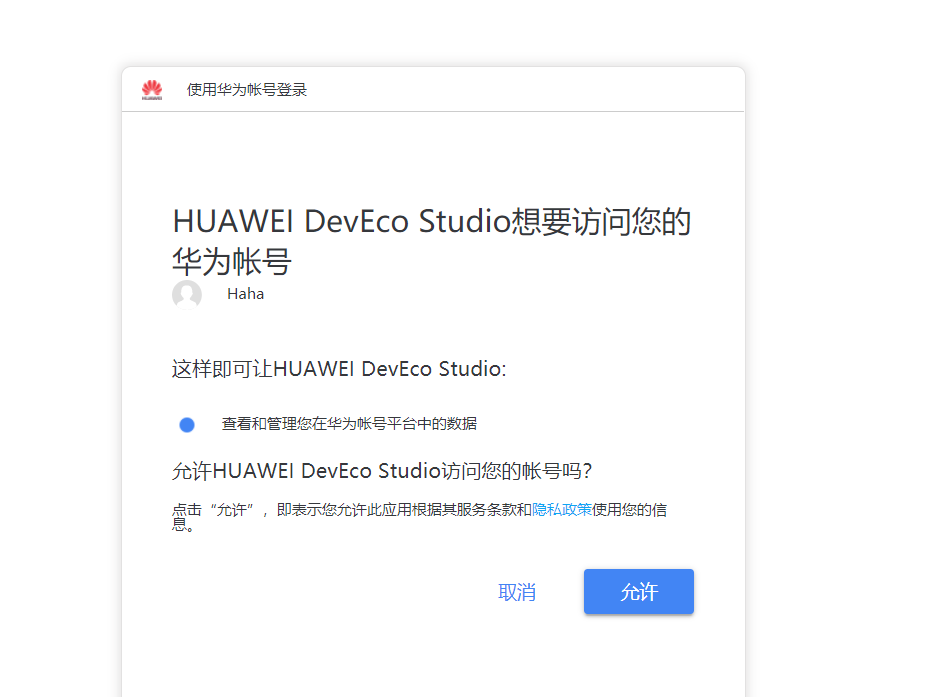 HUAWEI
使用华为帐号登录
HUAWEI DevEco Studio想要访问您的
华为帐号
Haha
这样即可让HUAWEI DevEco Studio:
查看和管理您在华为帐号平台中的数据
允许HUAWEI DevEco Studio访问您的帐号吗?
点击“允许”，即表示您允许此应用根据其服务条款和隐私政策使用您的信
息。
取消
允许